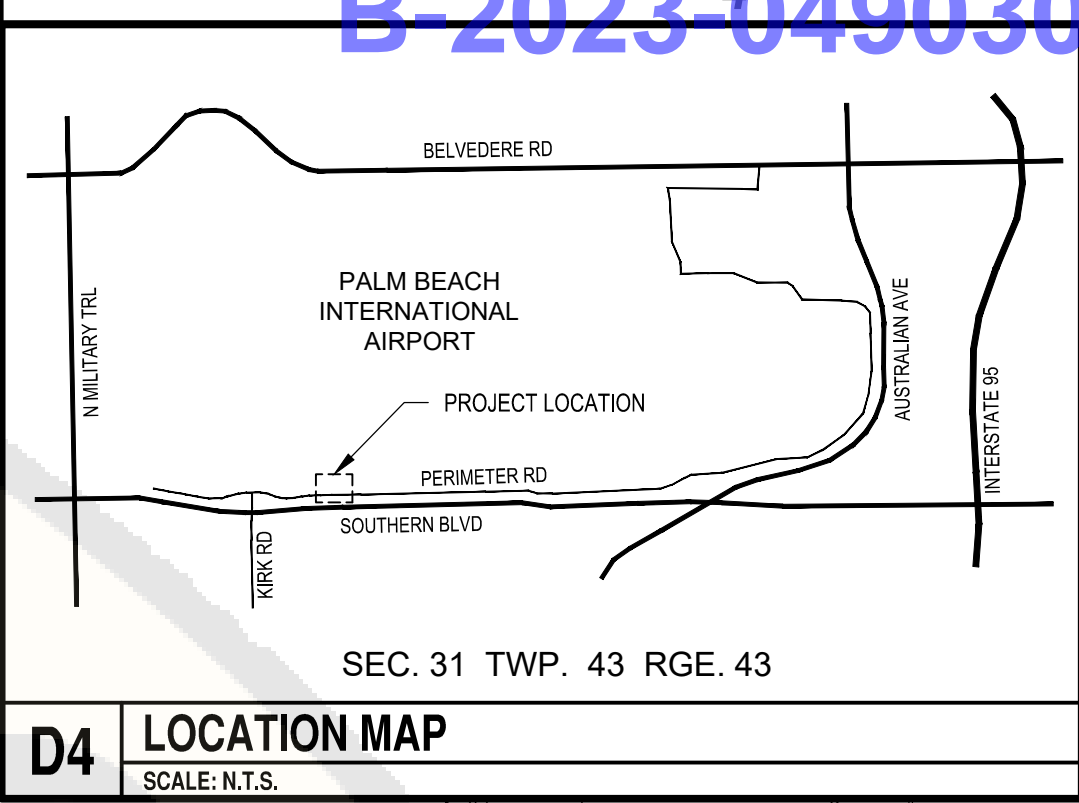 B-2023-049030
BELVEDERE RD
PALM BEACH
INTERNATIONAL
AIRPORT
N MILITARY TRL
AUSTRALIAN AVE
INTERSTATE 95
PROJECT LOCATION
PERIMETER RD
SOUTHERN BLVD
KIRK RD
SEC. 31 TWP. 43 RGE. 43
D4
LOCATION MAP
SCALE: N.T.S.